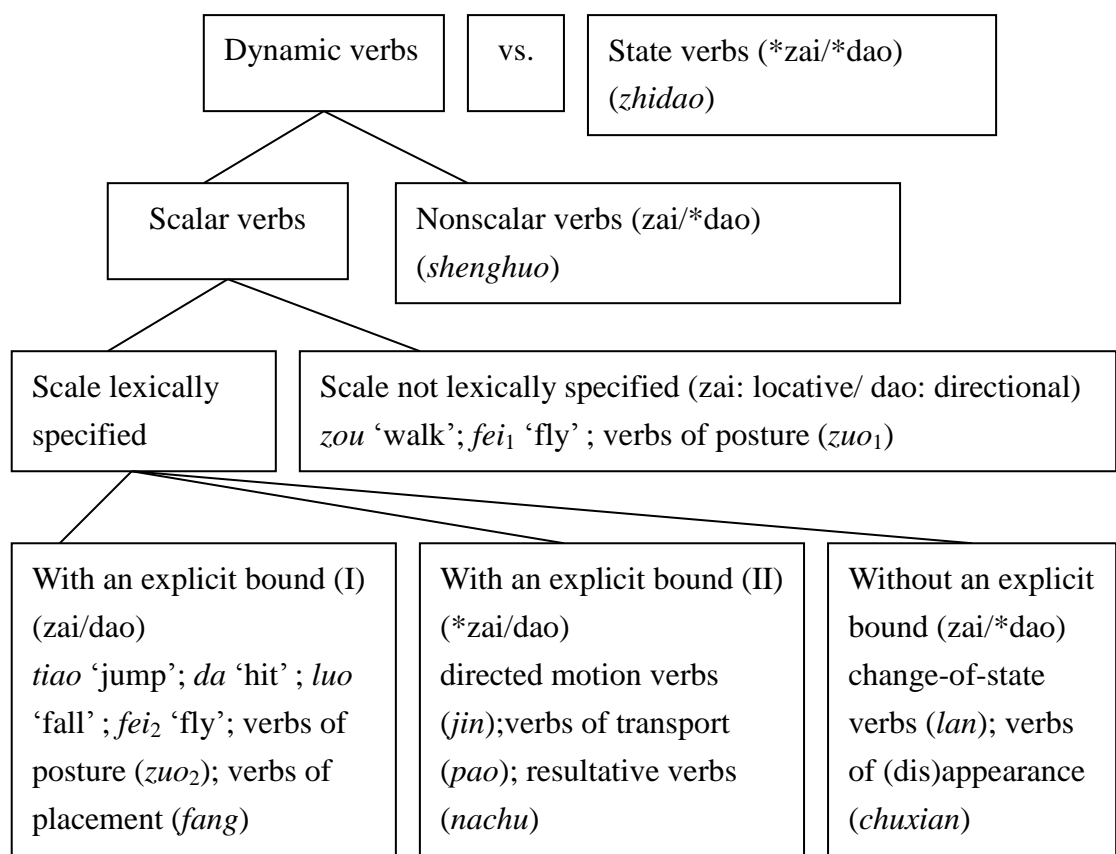 Dynamic verbs
vs.
State verbs (*zai/*dao)
(zhidao)
Scalar verbs
Nonscalar verbs (zai/*dao)
(shenghuo)
Scale lexically
specified
Scale not lexically specified (zai: locative/ dao: directional)
zou ‘walk’; fei₁ ‘fly’ ; verbs of posture (zuo₁)
With an explicit bound (I)
(zai/dao)
tiao ‘jump’; da ‘hit’ ; luo
‘fall’ ; fei₂ ‘fly’; verbs of
posture (zuo₂); verbs of
placement (fang)
With an explicit bound (II)
(*zai/dao)
directed motion verbs
(jin);verbs of transport
(pao); resultative verbs
(nachu)
Without an explicit
bound (zai/*dao)
change-of-state
verbs (lan); verbs
of (dis)appearance
(chuxian)